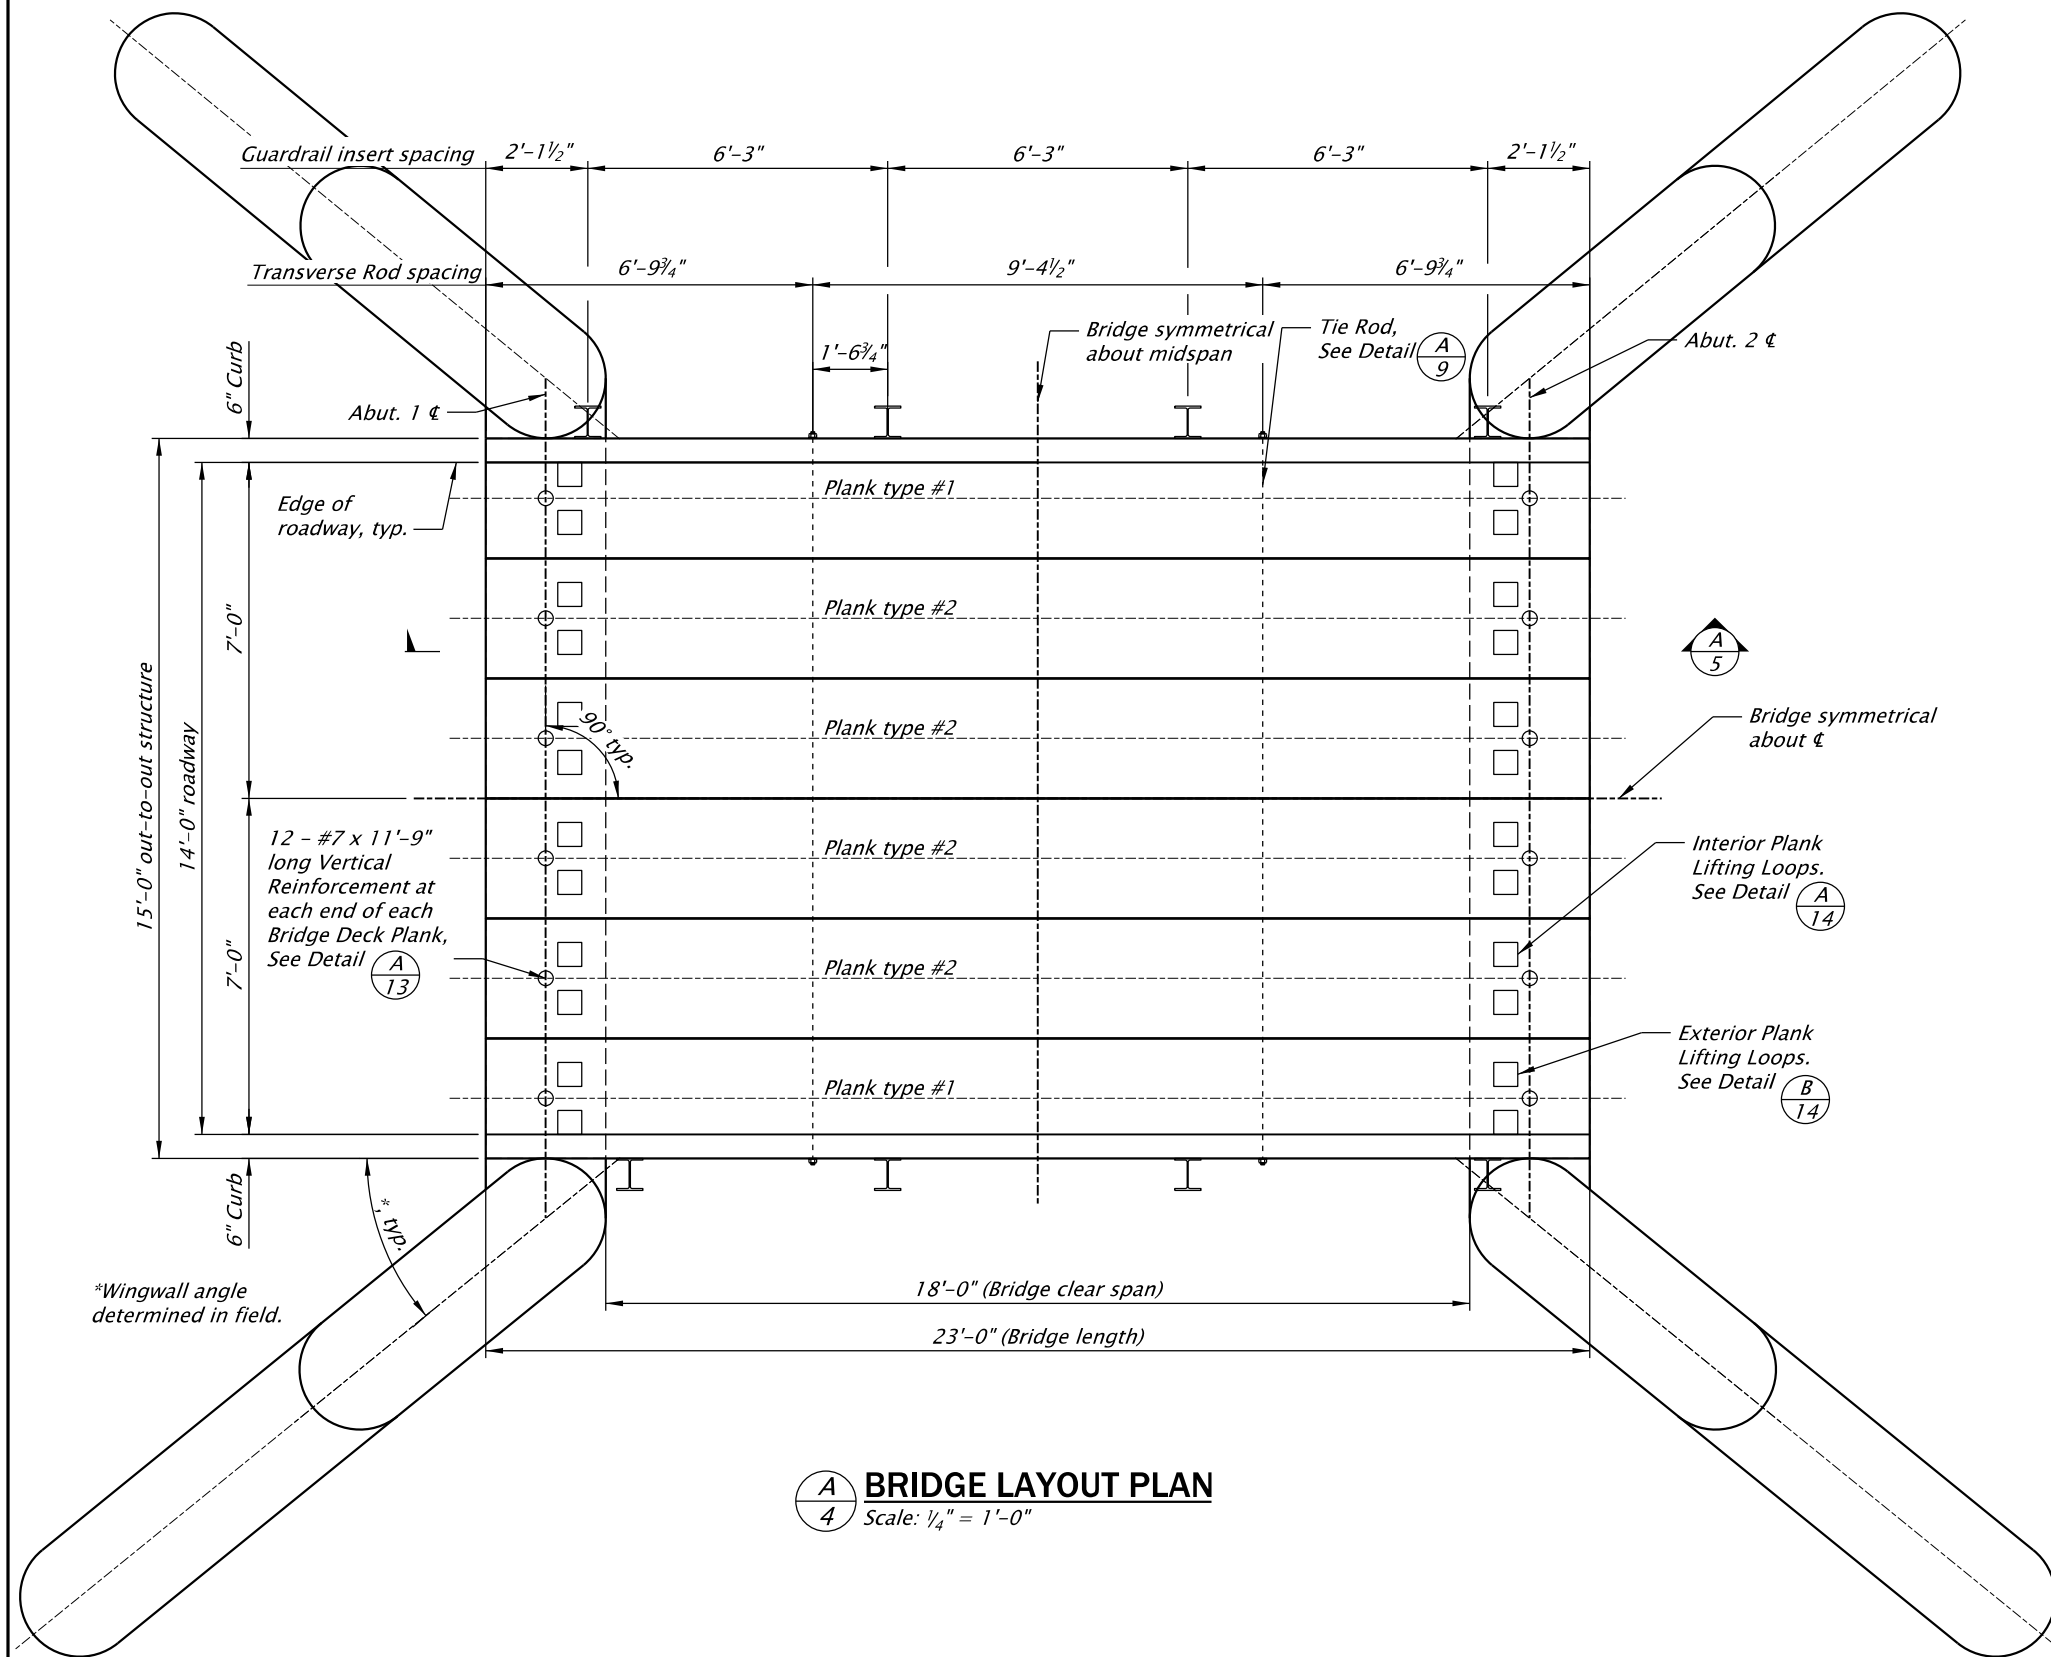 Guardrail insert spacing
2'-1½"
6'-3"
6'-3"
6'-3"
2'-1½"
Transverse Rod spacing
6'-9¾"
9'-4½"
6'-9¾"
1'-6¾"
Bridge symmetrical
about midspan
Tie Rod,
See Detail
A
9
Abut. 2 ℄
6" Curb
Abut. 1 ℄
Edge of
roadway, typ.
Plank type #1
Plank type #2
Plank type #2
Plank type #2
Plank type #2
Plank type #1
7'-0"
15'-0" out-to-out structure
14'-0" roadway
90° typ.
A
5
Bridge symmetrical
about ℄
12 - #7 x 11'-9"
long Vertical
Reinforcement at
each end of each
Bridge Deck Plank,
See Detail
A
13
7'-0"
Interior Plank
Lifting Loops.
See Detail
A
14
Exterior Plank
Lifting Loops.
See Detail
B
14
6" Curb
*, typ.
*Wingwall angle
determined in field.
18'-0" (Bridge clear span)
23'-0" (Bridge length)
A
4
BRIDGE LAYOUT PLAN
Scale: ¼" = 1'-0"